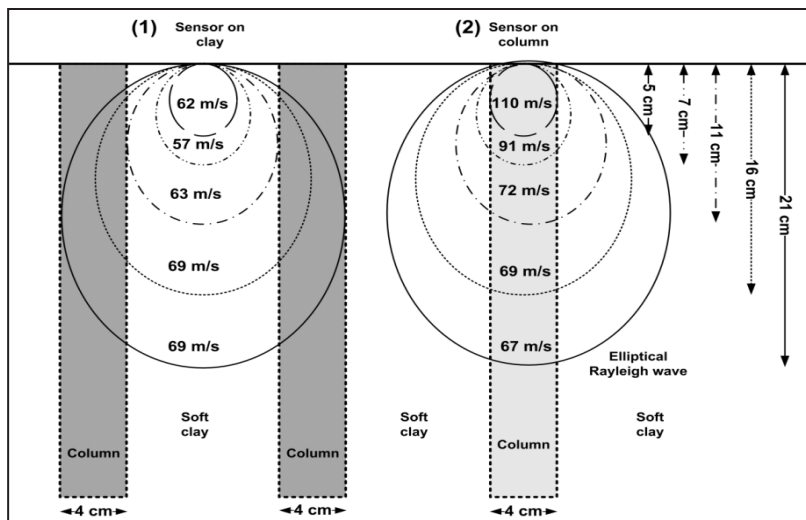 (1)
Sensor on
clay
(2)
Sensor on
column
62 m/s
57 m/s
63 m/s
69 m/s
69 m/s
110 m/s
91 m/s
72 m/s
69 m/s
67 m/s
5 cm
7 cm
11 cm
16 cm
21 cm
Elliptical
Rayleigh wave
Soft
clay
Soft
clay
Soft
clay
Column
Column
Column
4 cm
4 cm
4 cm